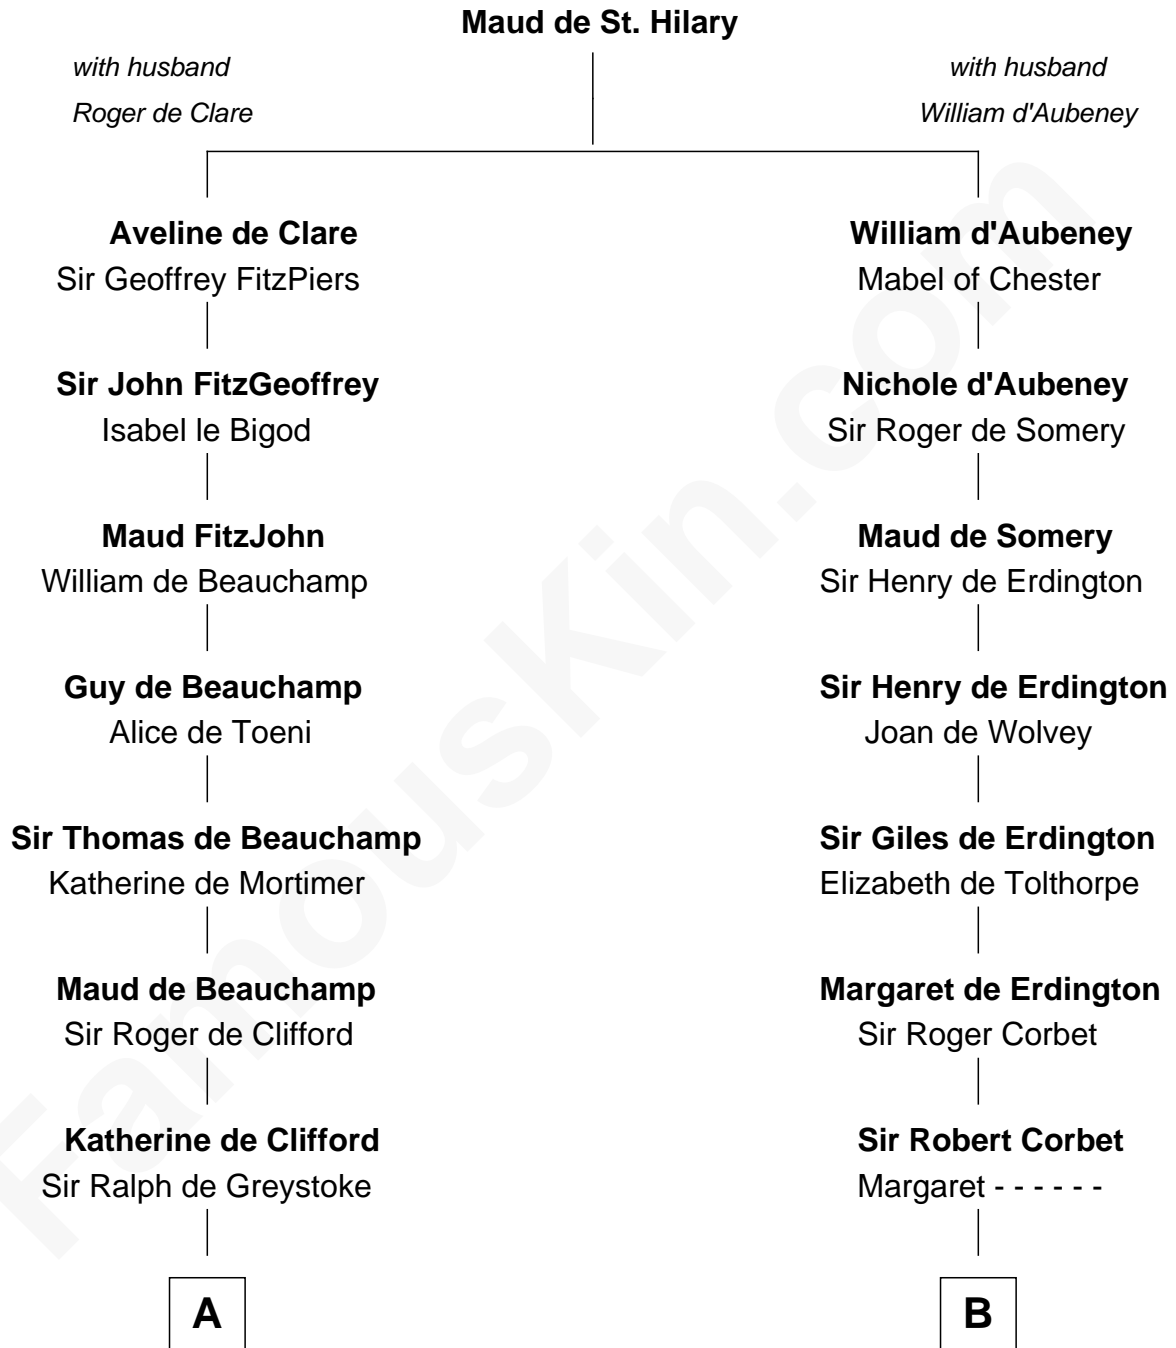 Maud de St. Hilary
with husband
Roger de Clare
with husband
William d'Aubeney
Aveline de Clare
Sir Geoffrey FitzPiers
William d'Aubeney
Mabel of Chester
Sir John FitzGeoffrey
Isabel le Bigod
Nichole d'Aubeney
Sir Roger de Somery
Maud FitzJohn
William de Beauchamp
Maud de Somery
Sir Henry de Erdington
Guy de Beauchamp
Alice de Toeni
Sir Henry de Erdington
Joan de Wolvey
Sir Thomas de Beauchamp
Katherine de Mortimer
Sir Giles de Erdington
Elizabeth de Tolthorpe
Maud de Beauchamp
Sir Roger de Clifford
Margaret de Erdington
Sir Roger Corbet
Katherine de Clifford
Sir Ralph de Greystoke
Sir Robert Corbet
Margaret - - - - - -
A
B
FamousKin.com